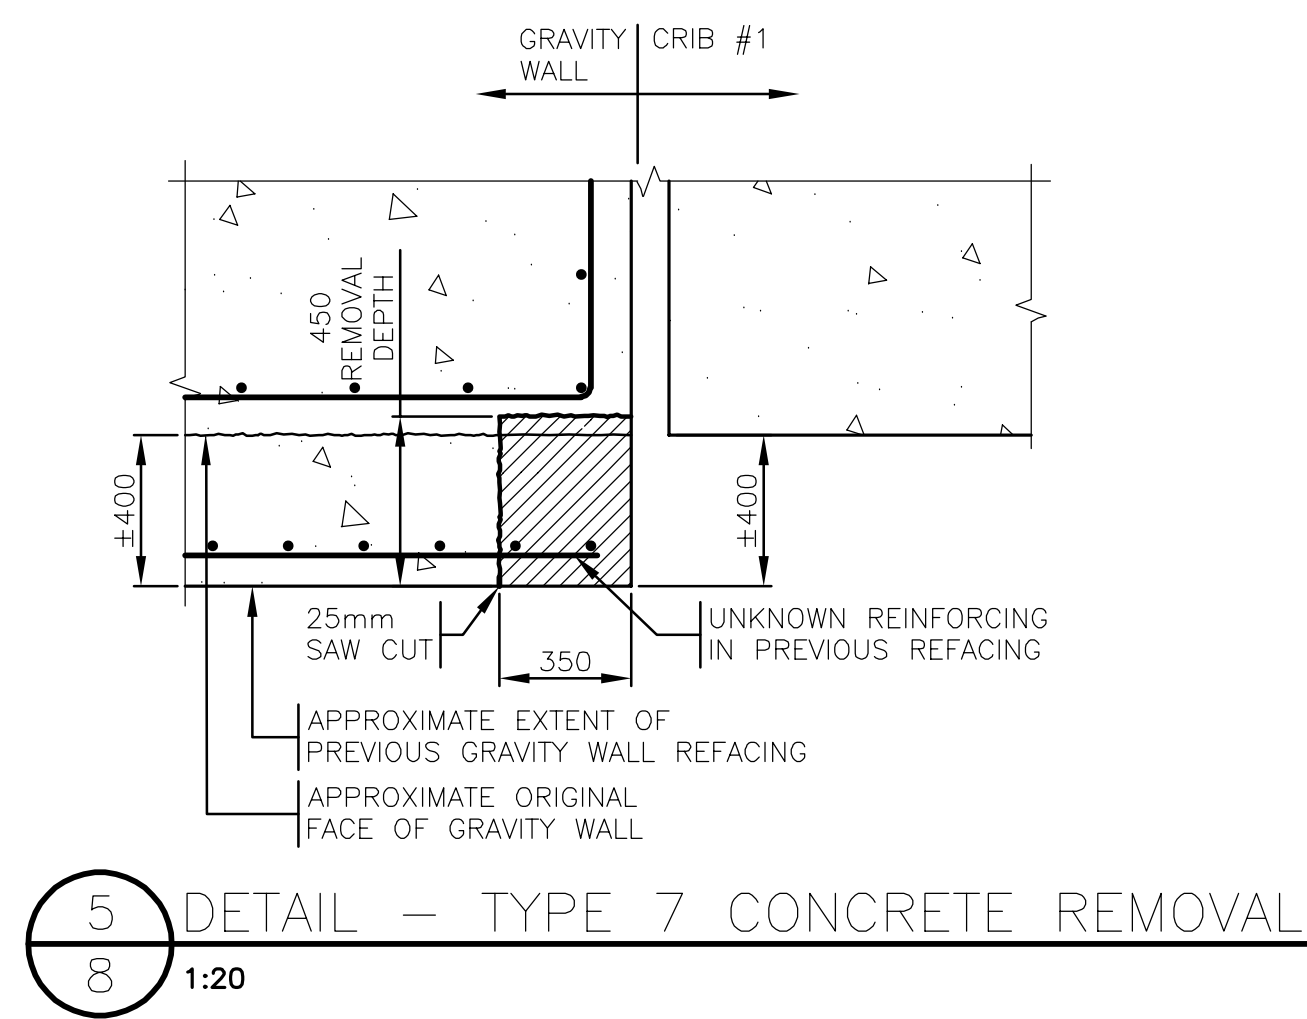 GRAVITY
WALL
CRIB #1
450
REMOVAL
DEPTH
±400
±400
25mm
SAW CUT
350
UNKNOWN REINFORCING
IN PREVIOUS REFACING
APPROXIMATE EXTENT OF
PREVIOUS GRAVITY WALL REFACING
APPROXIMATE ORIGINAL
FACE OF GRAVITY WALL
5
8
DETAIL - TYPE 7 CONCRETE REMOVAL
1:20